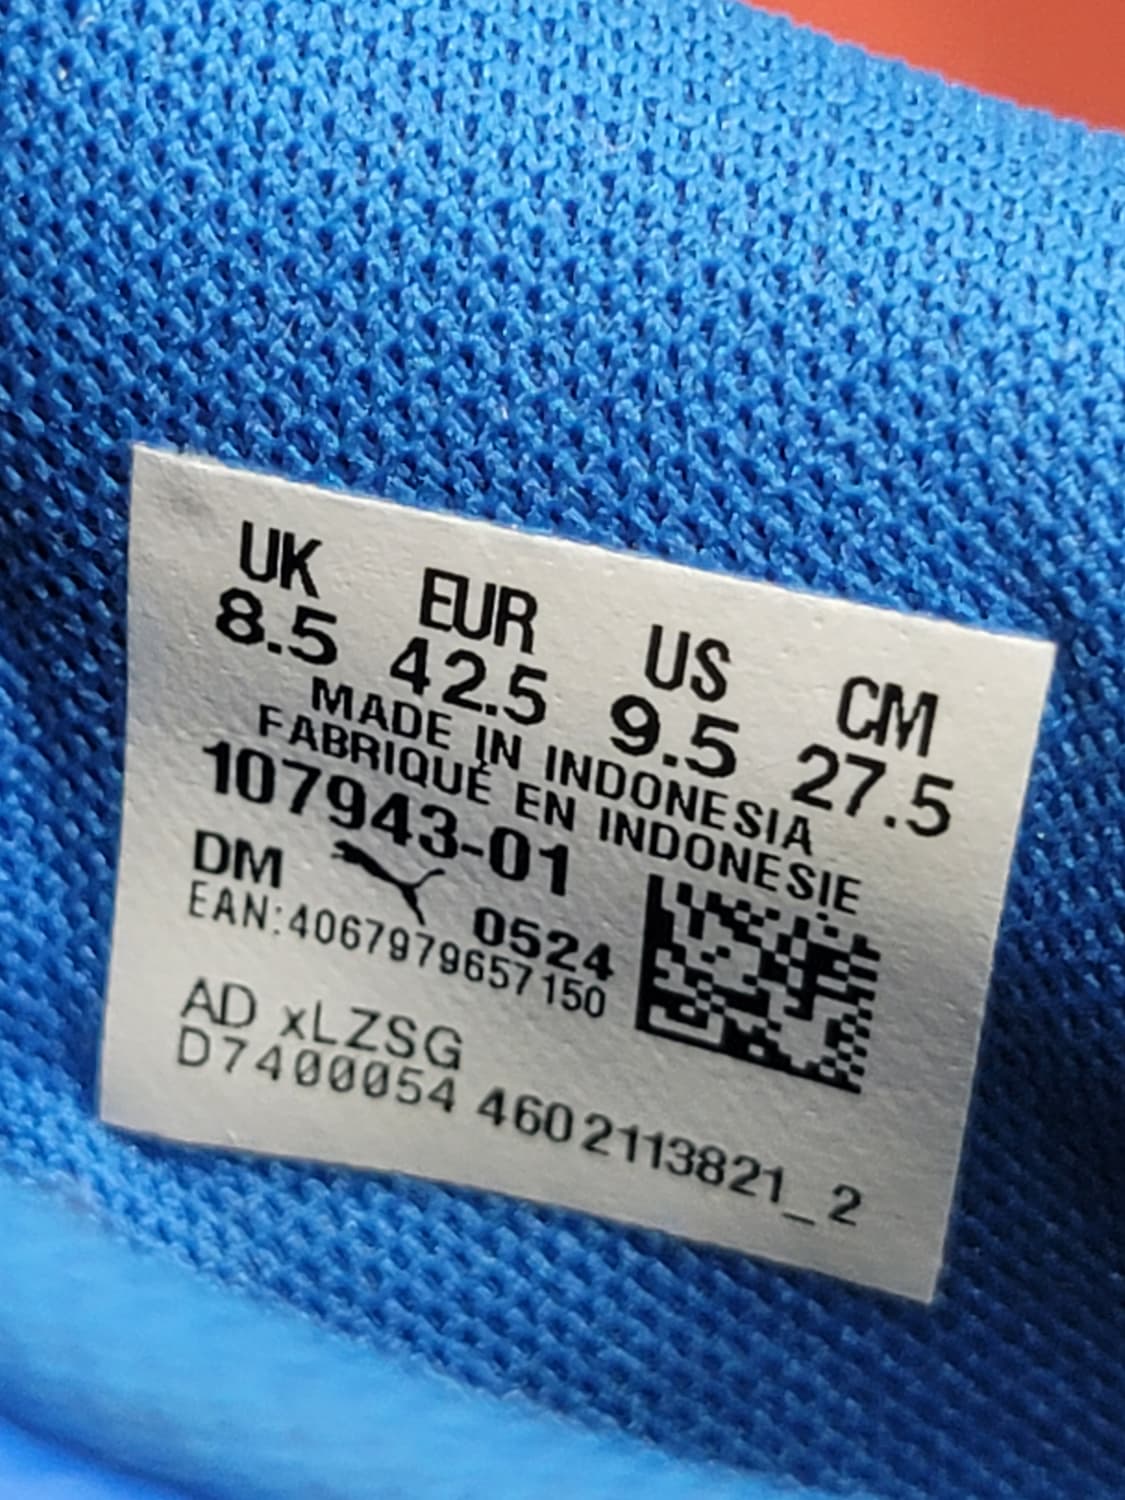 UK EUR US CM
8.5 42.5 9.5 27.5
MADE IN INDONESIA
FABRIQUÉ EN INDONESIE
107943-01
DM 0524
EAN:4067979657150
AD xLZSG
D7400054 4602113821_2